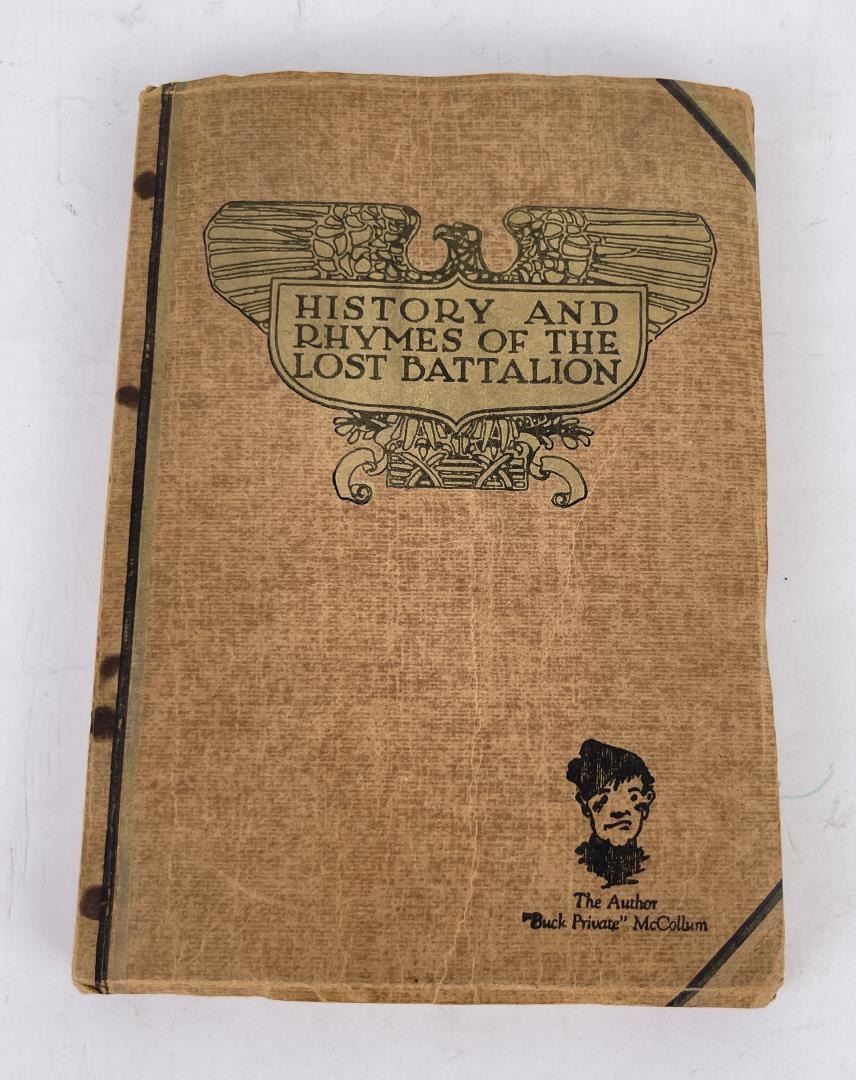 HISTORY AND
RHYMES OF THE
LOST BATTALION
The Author
"Buck Private" McCollum